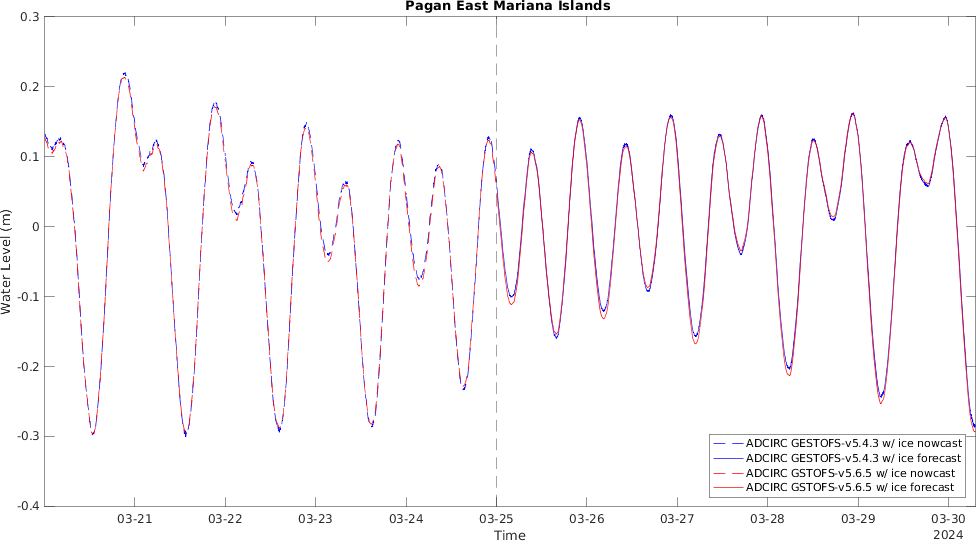 Pagan East Mariana Islands
0.3
0.2
0.1
0
-0.1
-0.2
-0.3
-0.4
Water Level (m)
ADCIRC GESTOFS-v5.4.3 w/ ice nowcast
ADCIRC GESTOFS-v5.4.3 w/ ice forecast
ADCIRC GSTOFS-v5.6.5 w/ ice nowcast
ADCIRC GSTOFS-v5.6.5 w/ ice forecast
03-21 03-22 03-23 03-24 03-25 03-26 03-27 03-28 03-29 03-30
2024
Time